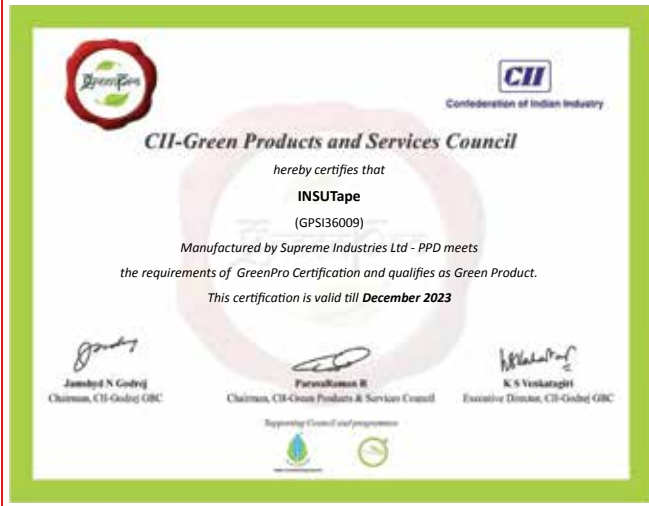 GreenPro
CII
Confederation of Indian Industry
CII-Green Products and Services Council
hereby certifies that
INSUTape
(GPSI36009)
Manufactured by Supreme Industries Ltd - PPD meets
the requirements of GreenPro Certification and qualifies as Green Product.
This certification is valid till December 2023
Jamshyd N Godrej
Chairman, CII-Godrej GBC
ParasuRaman R
Chairman, CII-Green Products & Services Council
K S Venkatagiri
Executive Director, CII-Godrej GBC
Supporting Council and programmes